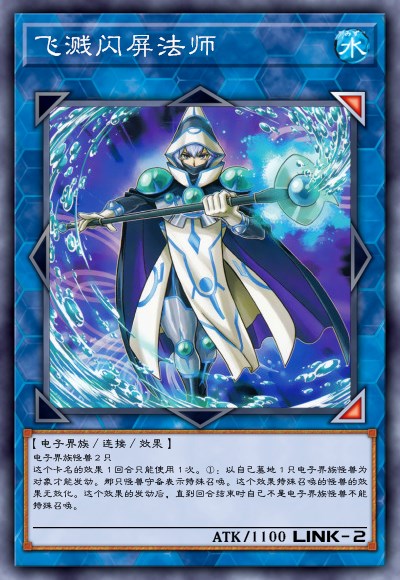 飞溅闪屏法师
水
【电子界族／连接／效果】
电子界族怪兽２只
这个卡名的效果１回合只能使用１次。①：以自己墓地１只电子界族怪兽为
对象才能发动。那只怪兽守备表示特殊召唤。这个效果特殊召唤的怪兽的效
果无效化。这个效果的发动后，直到回合结束时自己不是电子界族怪兽不能
特殊召唤。
ATK/1100 LINK-2